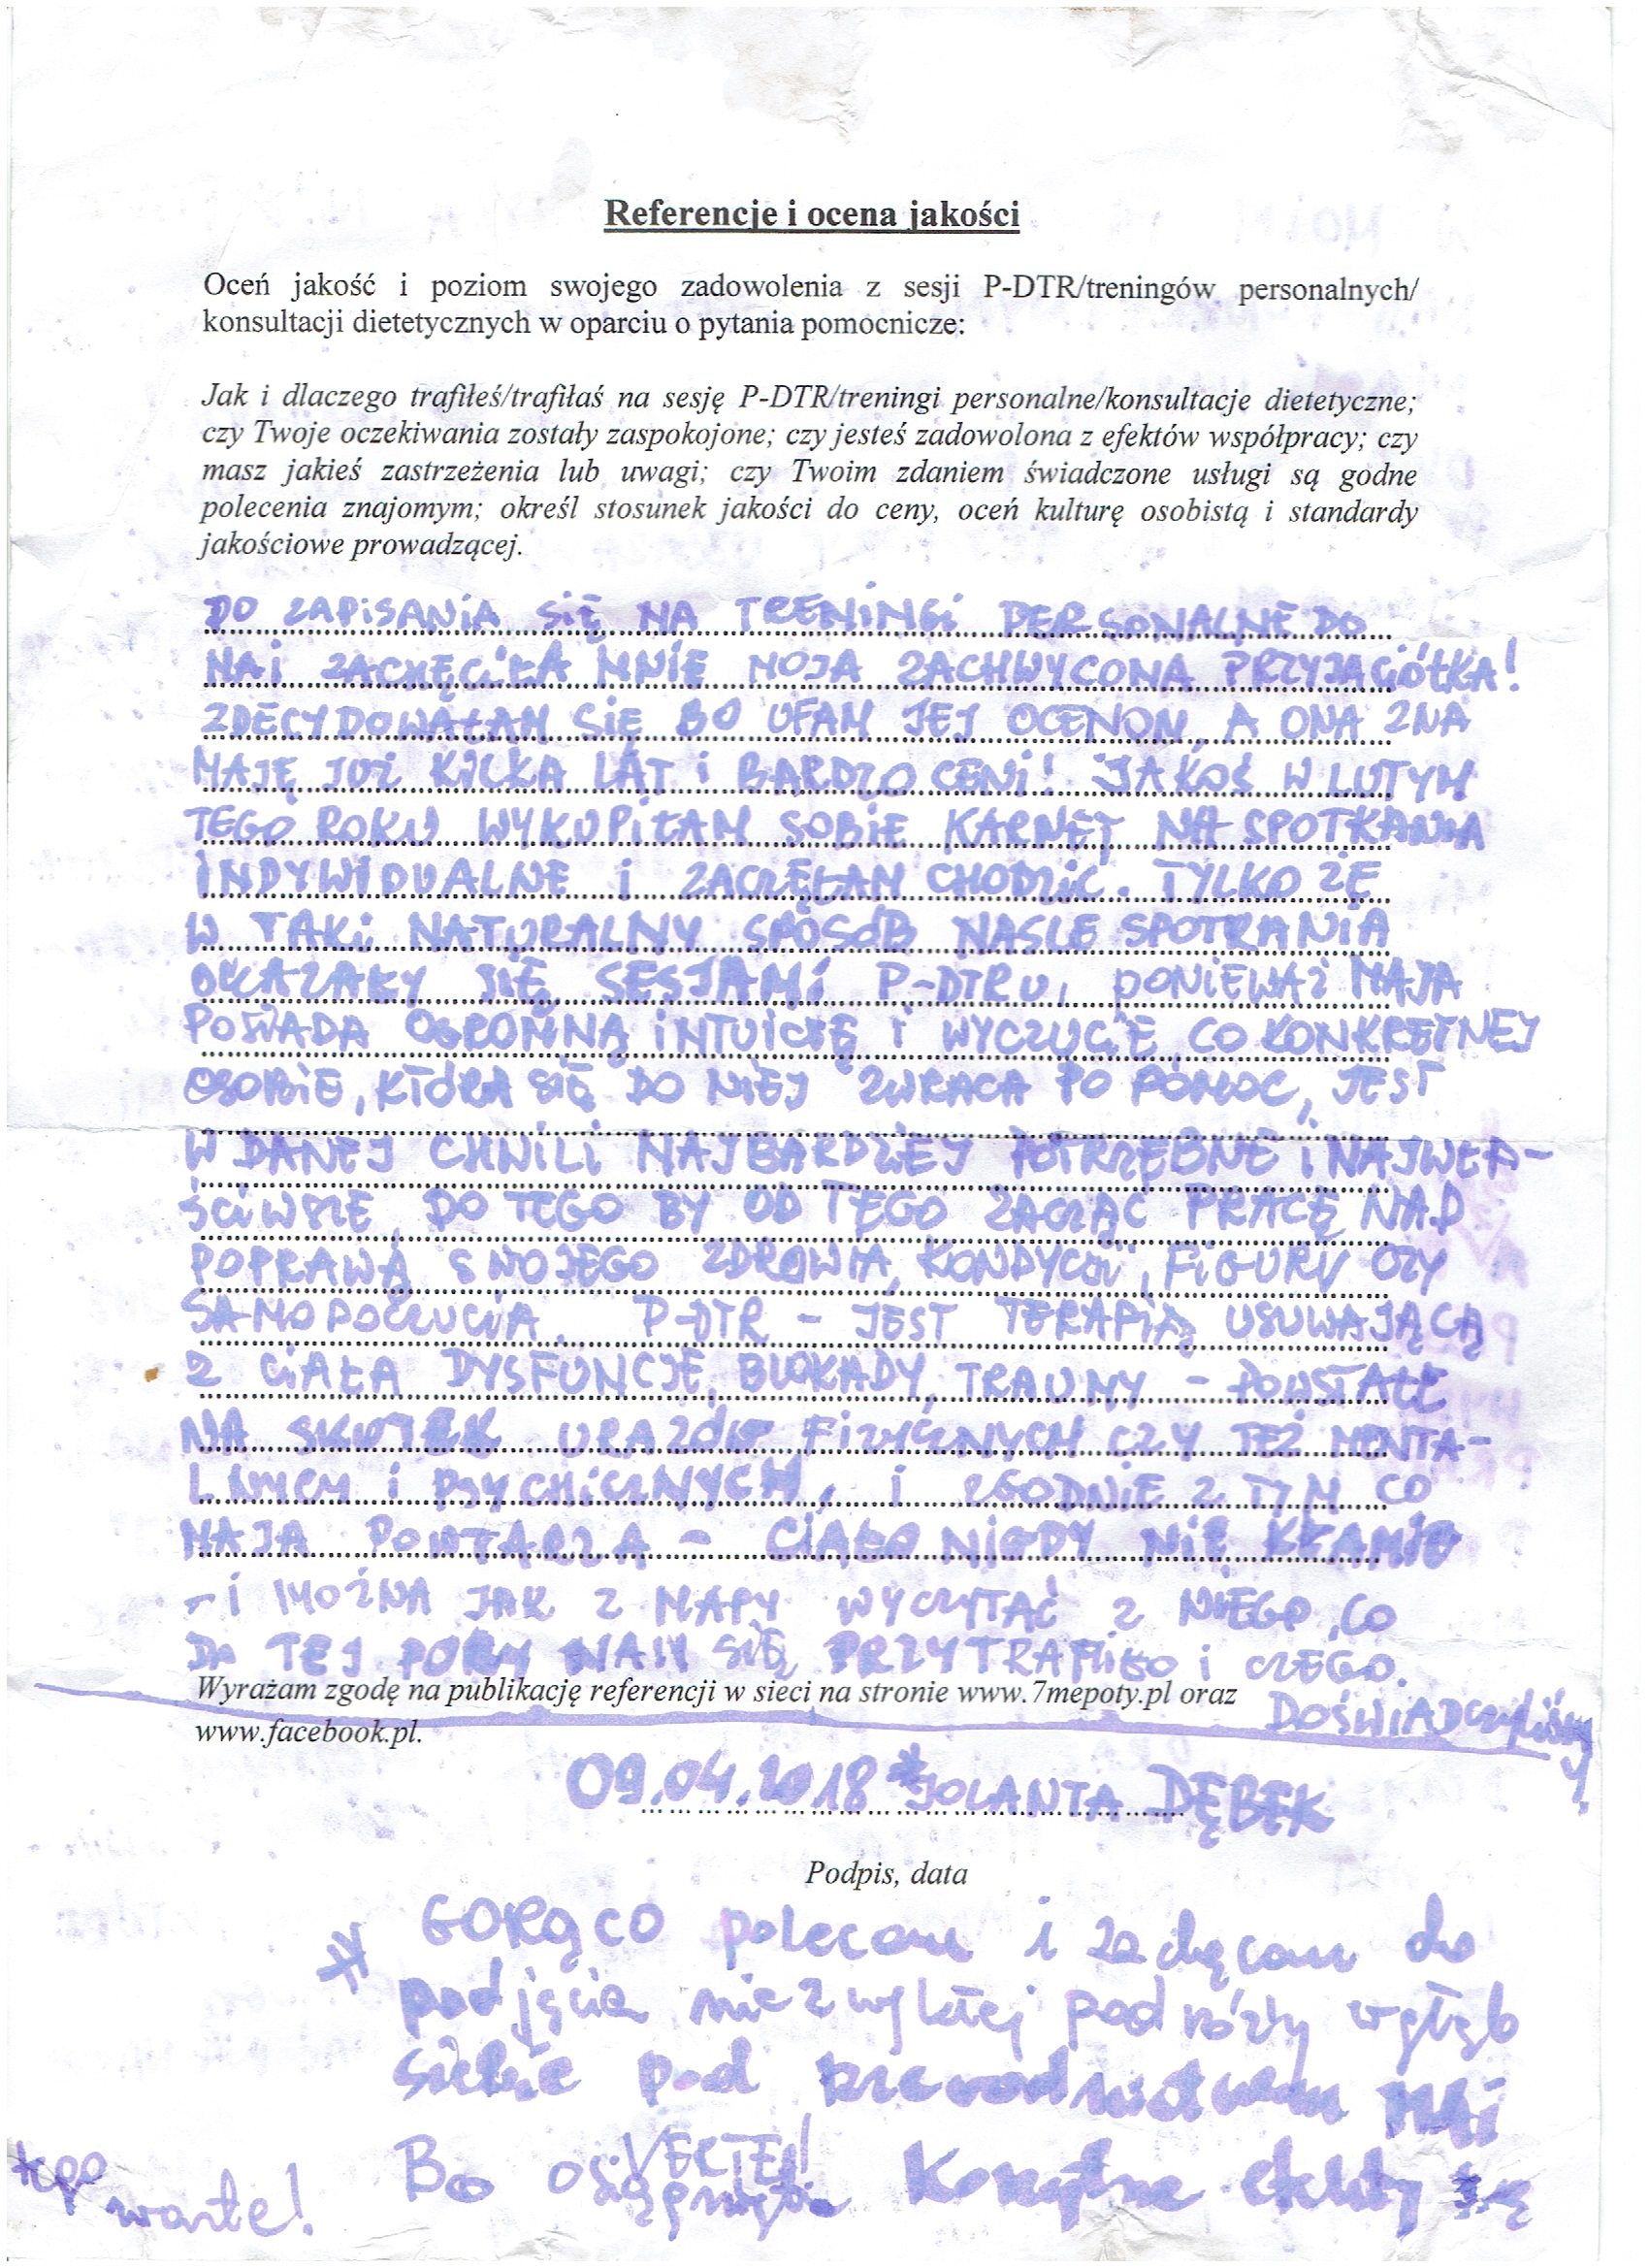 Referencje i ocena jakości
Oceń jakość i poziom swojego zadowolenia z sesji P-DTR/treningów personalnych/
konsultacji dietetycznych w oparciu o pytania pomocnicze:
Jak i dlaczego trafiłeś/trafiłaś na sesję P-DTR/treningi personalne/konsultacje dietetyczne;
czy Twoje oczekiwania zostały zaspokojone; czy jesteś zadowolona z efektów współpracy; czy
masz jakieś zastrzeżenia lub uwagi; czy Twoim zdaniem świadczone usługi są godne
polecenia znajomym; określ stosunek jakości do ceny, oceń kulturę osobistą i standardy
jakościowe prowadzącej.
DO ZAPISANIA SIĘ NA TRENINGI PERSONALNE DO
MAI ZACHĘCIŁA MNIE MOJA ZACHWYCONA PRZYJACIÓŁKA!
ZDECYDOWAŁAM SIĘ BO UFAM JEJ OCENOM, A ONA ZNA
MAJĘ JUŻ KILKA LAT I BARDZO CENI! JAKOŚ W LUTYM
TEGO ROKU WYKUPIŁAM SOBIE KARNET NA SPOTKANIA
INDYWIDUALNE I ZACZĘŁAM CHODZIĆ. TYLKO ŻE
W TAKI NATURALNY SPOSÓB NASZE SPOTKANIA
OKAZAŁY SIĘ SESJAMI P-DTRU, PONIEWAŻ MAJA
POSIADA OGROMNĄ INTUICJĘ I WYCZUCIE CO KONKRETNEJ
OSOBIE, KTÓRA SIĘ DO NIEJ ZWRACA PO POMOC, JEST
W DANEJ CHWILI NAJBARDZIEJ POTRZEBNE I NAJWŁA-
ŚCIWSZE DO TEGO BY OD TEGO ZACZĄĆ PRACĘ NAD
POPRAWĄ SWOJEGO ZDROWIA, KONDYCJI, FIGURY CZY
SAMOPOCZUCIA. P-DTR - JEST TERAPIĄ USUWAJĄCĄ
Z CIAŁA DYSFUNCJE, BLOKADY, TRAUMY - POWSTAŁE
NA SKUTEK URAZÓW FIZYCZNYCH CZY TEŻ MENTA-
LNYCH I PSYCHICZNYCH, I ZGODNIE Z TYM CO
MAJA POWTARZA - CIAŁO NIGDY NIE KŁAMIE
- I MOŻNA JAK Z MAPY WYCZYTAĆ Z NIEGO, CO
DO TEJ PORY NAM SIĘ PRZYTRAFIŁO I CZEGO
DOŚWIADCZYLIŚMY.
Wyrażam zgodę na publikację referencji w sieci na stronie www.7mepoty.pl oraz
www.facebook.pl.
09.04.2018 * JOLANTA DĘBEK
Podpis, data
* GORĄCO polecam i zachęcam do
podjęcia niezwykłej podróży w głąb
siebie pod MAI
Bo są
tego
warte!